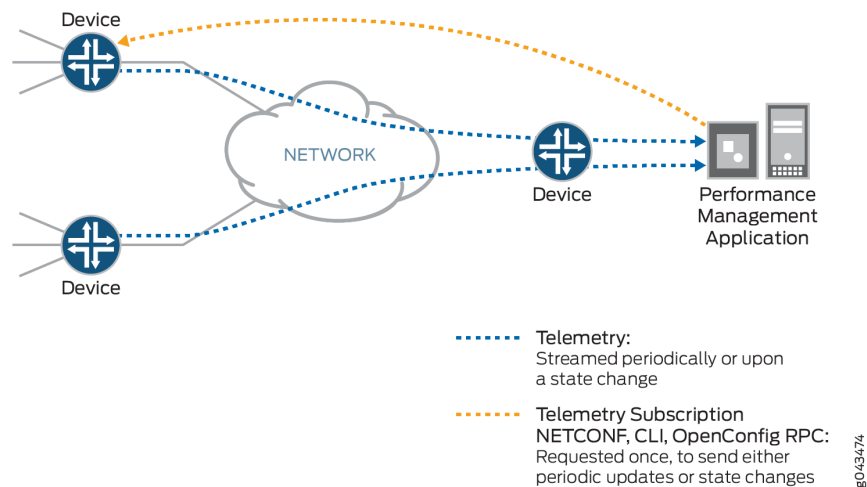 Device
NETWORK
Device
Performance
Management
Application
Device
Telemetry:
Streamed periodically or upon
a state change
Telemetry Subscription
NETCONF, CLI, OpenConfig RPC:
Requested once, to send either
periodic updates or state changes
g043474